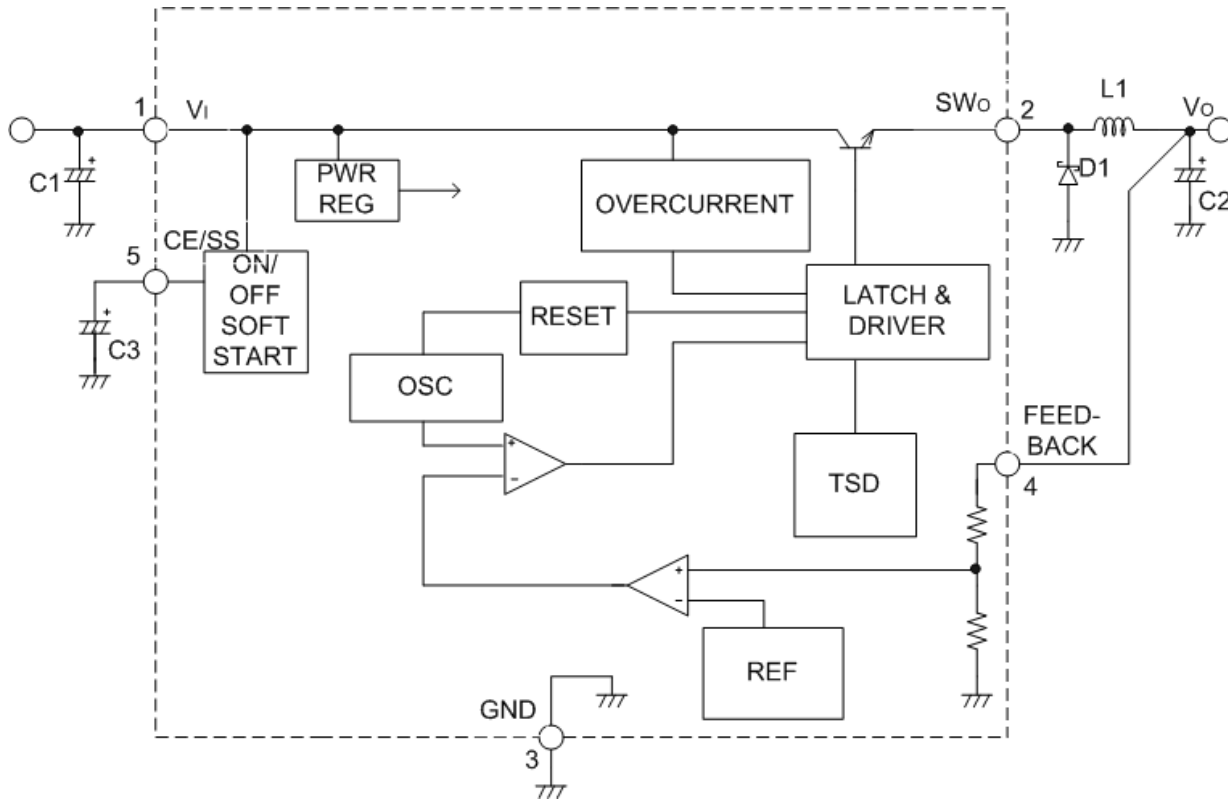 1
VI
SWO
2
L1
VO
C1
+
PWR
REG
OVERCURRENT
D1
+
C2
CE/SS
5
ON/
OFF
SOFT
START
+
C3
RESET
LATCH &
DRIVER
OSC
+
−
TSD
FEED-
BACK
4
+
−
REF
GND
3